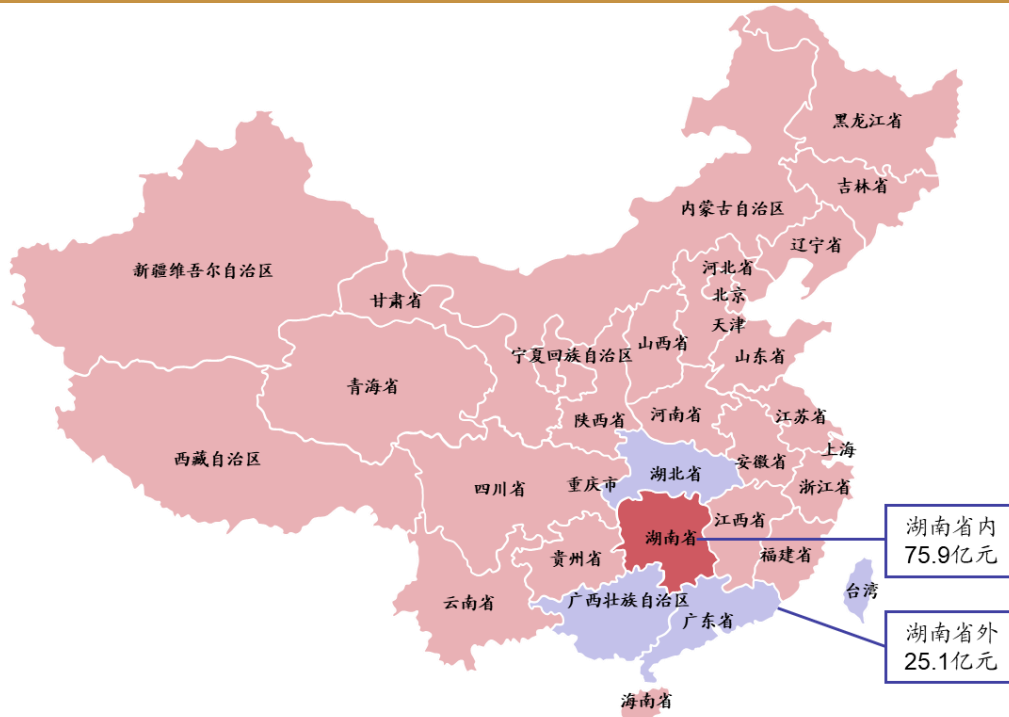 黑龙江省
吉林省
内蒙古自治区
辽宁省
河北省
新疆维吾尔自治区
北京
甘肃省
天津
山西省
宁夏回族自治区
山东省
青海省
陕西省
河南省
江苏省
上海
西藏自治区
安徽省
湖北省
四川省
重庆市
浙江省
江西省
湖南省
湖南省内
75.9亿元
贵州省
福建省
台湾
云南省
广西壮族自治区
广东省
湖南省外
25.1亿元
海南省